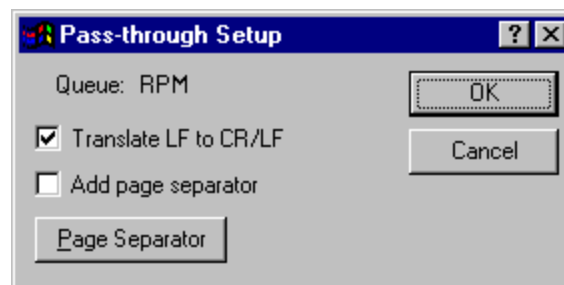 Pass-through Setup
Queue: RPM
OK
Translate LF to CR/LF
Cancel
Add page separator
Page Separator